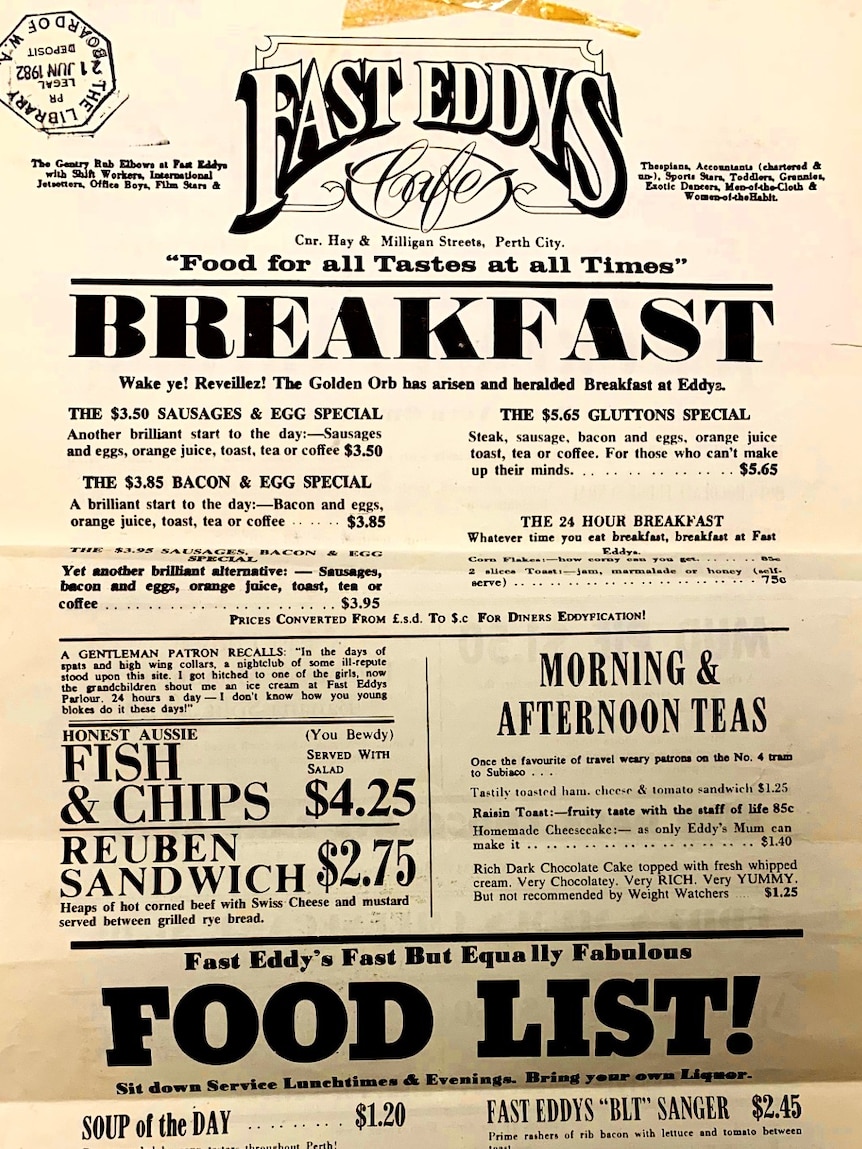 THE LIBRARY BOARD OF W.A.
PR
LEGAL
21 JUN 1982
DEPOSIT
FAST EDDYS
Cafe
The Gentry Rub Elbows at Fast Eddys
with Shift Workers, International
Jetsetters, Office Boys, Film Stars &
Thespians, Accountants (chartered &
un-), Sports Stars, Toddlers, Grannies,
Exotic Dancers, Men-of-the-Cloth &
Women-of-the-Habit.
Cnr. Hay & Milligan Streets, Perth City.
"Food for all Tastes at all Times"
BREAKFAST
Wake ye! Reveillez! The Golden Orb has arisen and heralded Breakfast at Eddys.
THE $3.50 SAUSAGES & EGG SPECIAL
Another brilliant start to the day:—Sausages
and eggs, orange juice, toast, tea or coffee $3.50
THE $3.85 BACON & EGG SPECIAL
A brilliant start to the day:—Bacon and eggs,
orange juice, toast, tea or coffee ...... $3.85
THE $3.95 SAUSAGES, BACON & EGG
SPECIAL
Yet another brilliant alternative: — Sausages,
bacon and eggs, orange juice, toast, tea or
coffee ........................ $3.95
THE $5.65 GLUTTONS SPECIAL
Steak, sausage, bacon and eggs, orange juice
toast, tea or coffee. For those who can't make
up their minds. ................ $5.65
THE 24 HOUR BREAKFAST
Whatever time you eat breakfast, breakfast at Fast
Eddys.
Corn Flakes:—how corny can you get. ....... 85c
2 slices Toast:—jam, marmalade or honey (self-
serve) .............................. 75c
PRICES CONVERTED FROM £.s.d. TO $.c FOR DINERS EDDYFICATION!
A GENTLEMAN PATRON RECALLS: "In the days of
spats and high wing collars, a nightclub of some ill-repute
stood upon this site. I got hitched to one of the girls, now
the grandchildren shout me an ice cream at Fast Eddys
Parlour. 24 hours a day — I don't know how you young
blokes do it these days!"
HONEST AUSSIE (You Bewdy)
FISH SERVED WITH
SALAD
& CHIPS $4.25
REUBEN
SANDWICH $2.75
Heaps of hot corned beef with Swiss Cheese and mustard
served between grilled rye bread.
MORNING &
AFTERNOON TEAS
Once the favourite of travel weary patrons on the No. 4 tram
to Subiaco . . .
Tastily toasted ham, cheese & tomato sandwich $1.25
Raisin Toast:—fruity taste with the staff of life 85c
Homemade Cheesecake:— as only Eddy's Mum can
make it ........................ $1.40
Rich Dark Chocolate Cake topped with fresh whipped
cream. Very Chocolatey. Very RICH. Very YUMMY.
But not recommended by Weight Watchers .... $1.25
Fast Eddy's Fast But Equally Fabulous
FOOD LIST!
Sit down Service Lunchtimes & Evenings. Bring your own Liquor.
SOUP of the DAY ......... $1.20
throughout Perth!
FAST EDDYS "BLT" SANGER $2.45
Prime rashers of rib bacon with lettuce and tomato between